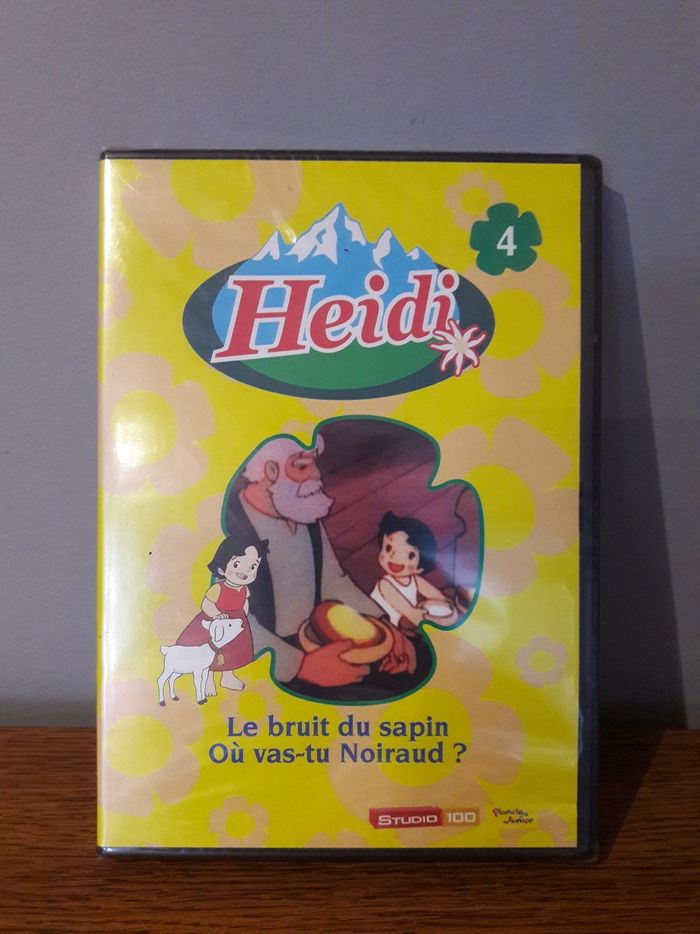 4
Heidi
Le bruit du sapin
Où vas-tu Noiraud ?
STUDIO 100
Planeta Junior